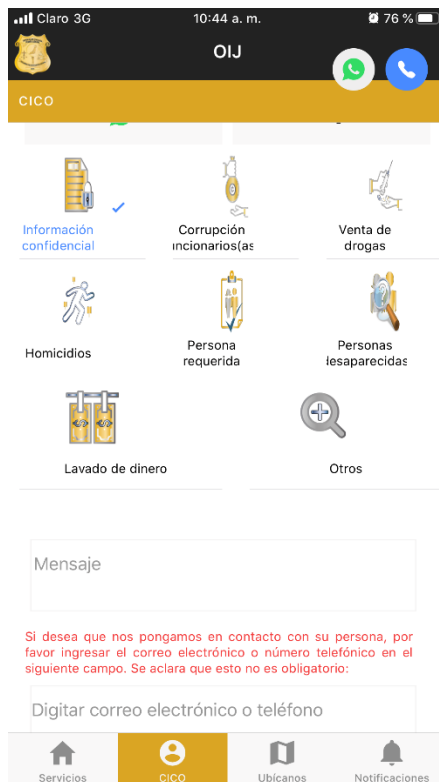 Claro 3G 10:44 a. m. 76 %
OIJ
CICO
Información
confidencial
Corrupción
ncionarios(as
Venta de
drogas
Homicidios
Persona
requerida
Personas
desaparecidas
Lavado de dinero
Otros
Mensaje
Si desea que nos pongamos en contacto con su persona, por
favor ingresar el correo electrónico o número telefónico en el
siguiente campo. Se aclara que esto no es obligatorio:
Digitar correo electrónico o teléfono
Servicios CICO Ubícanos Notificaciones